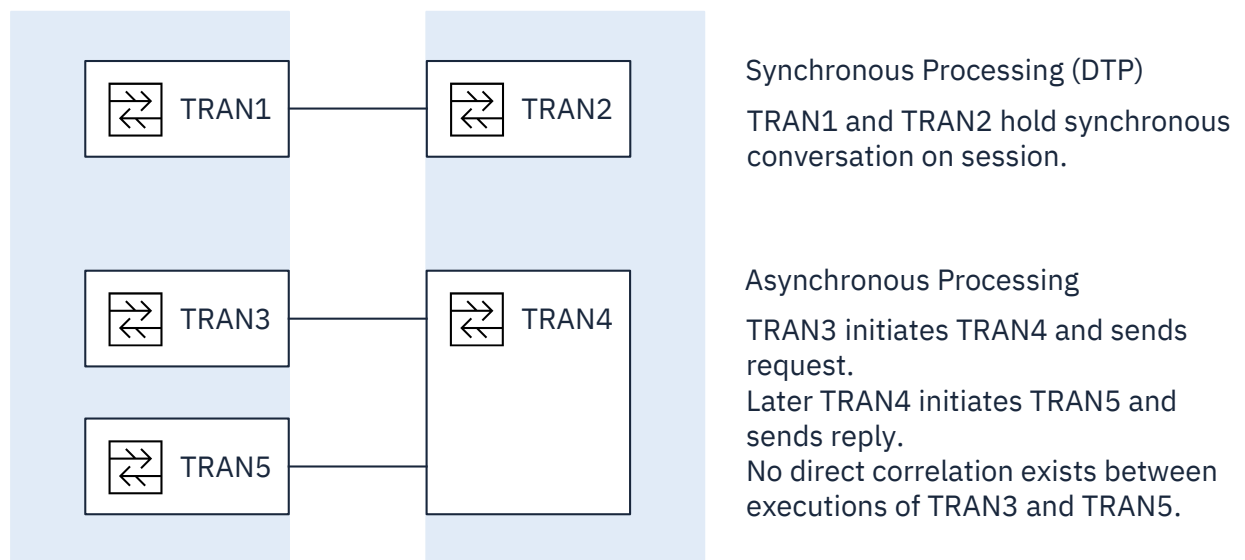 TRAN1
TRAN2
Synchronous Processing (DTP)
TRAN1 and TRAN2 hold synchronous
conversation on session.
TRAN3
TRAN4
TRAN5
Asynchronous Processing
TRAN3 initiates TRAN4 and sends
request.
Later TRAN4 initiates TRAN5 and
sends reply.
No direct correlation exists between
executions of TRAN3 and TRAN5.